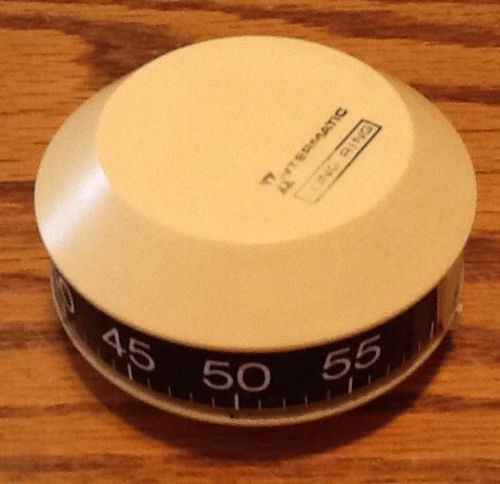 INTERMATIC
LONG RING
45 50 55